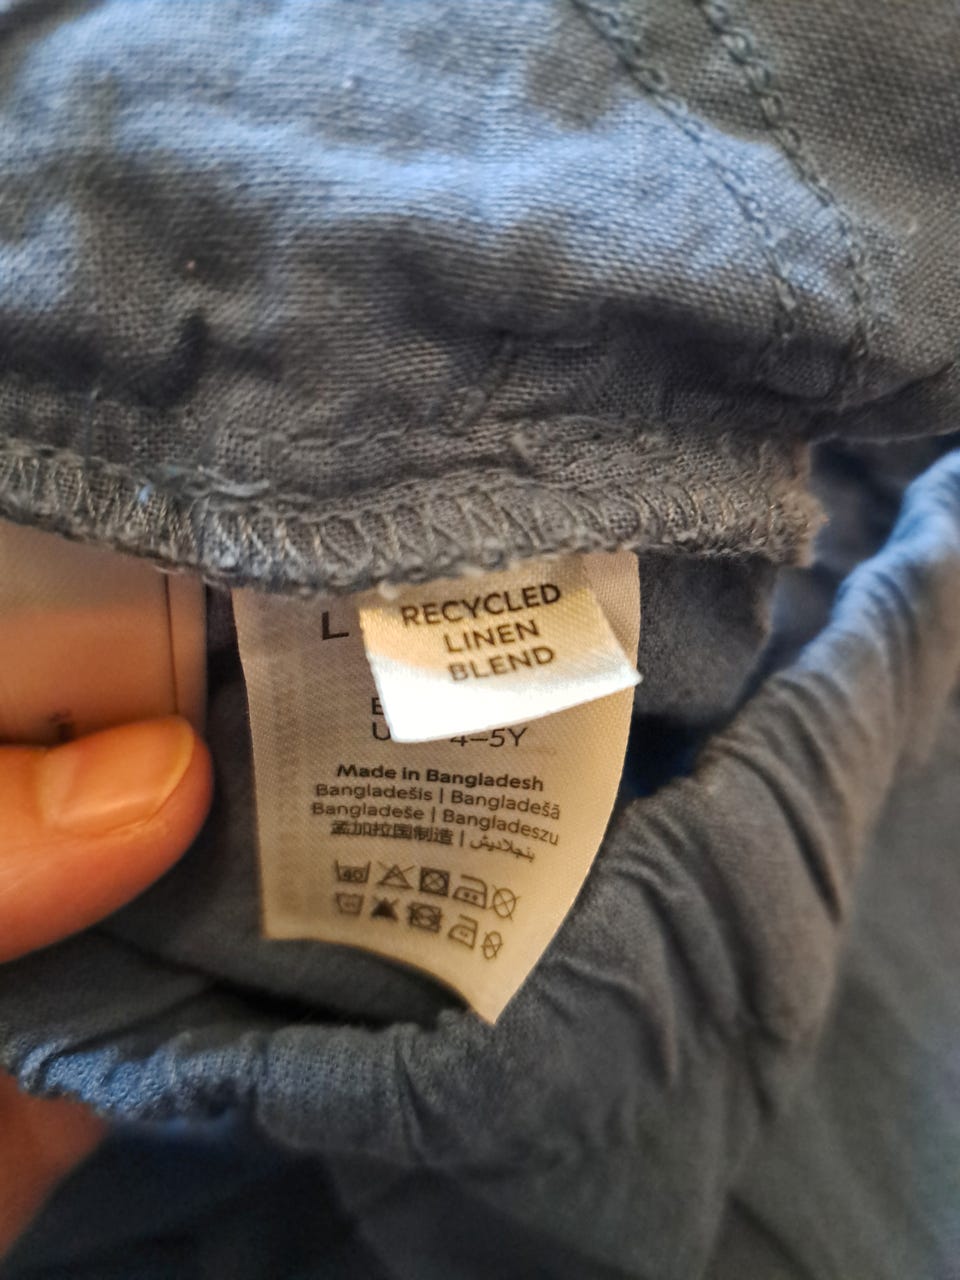 RECYCLED
LINEN
BLEND
L
E
U
4–5Y
Made in Bangladesh
Bangladešis | Bangladešā
Bangladeše | Bangladeszu
孟加拉国制造 | بنجلاديش
40